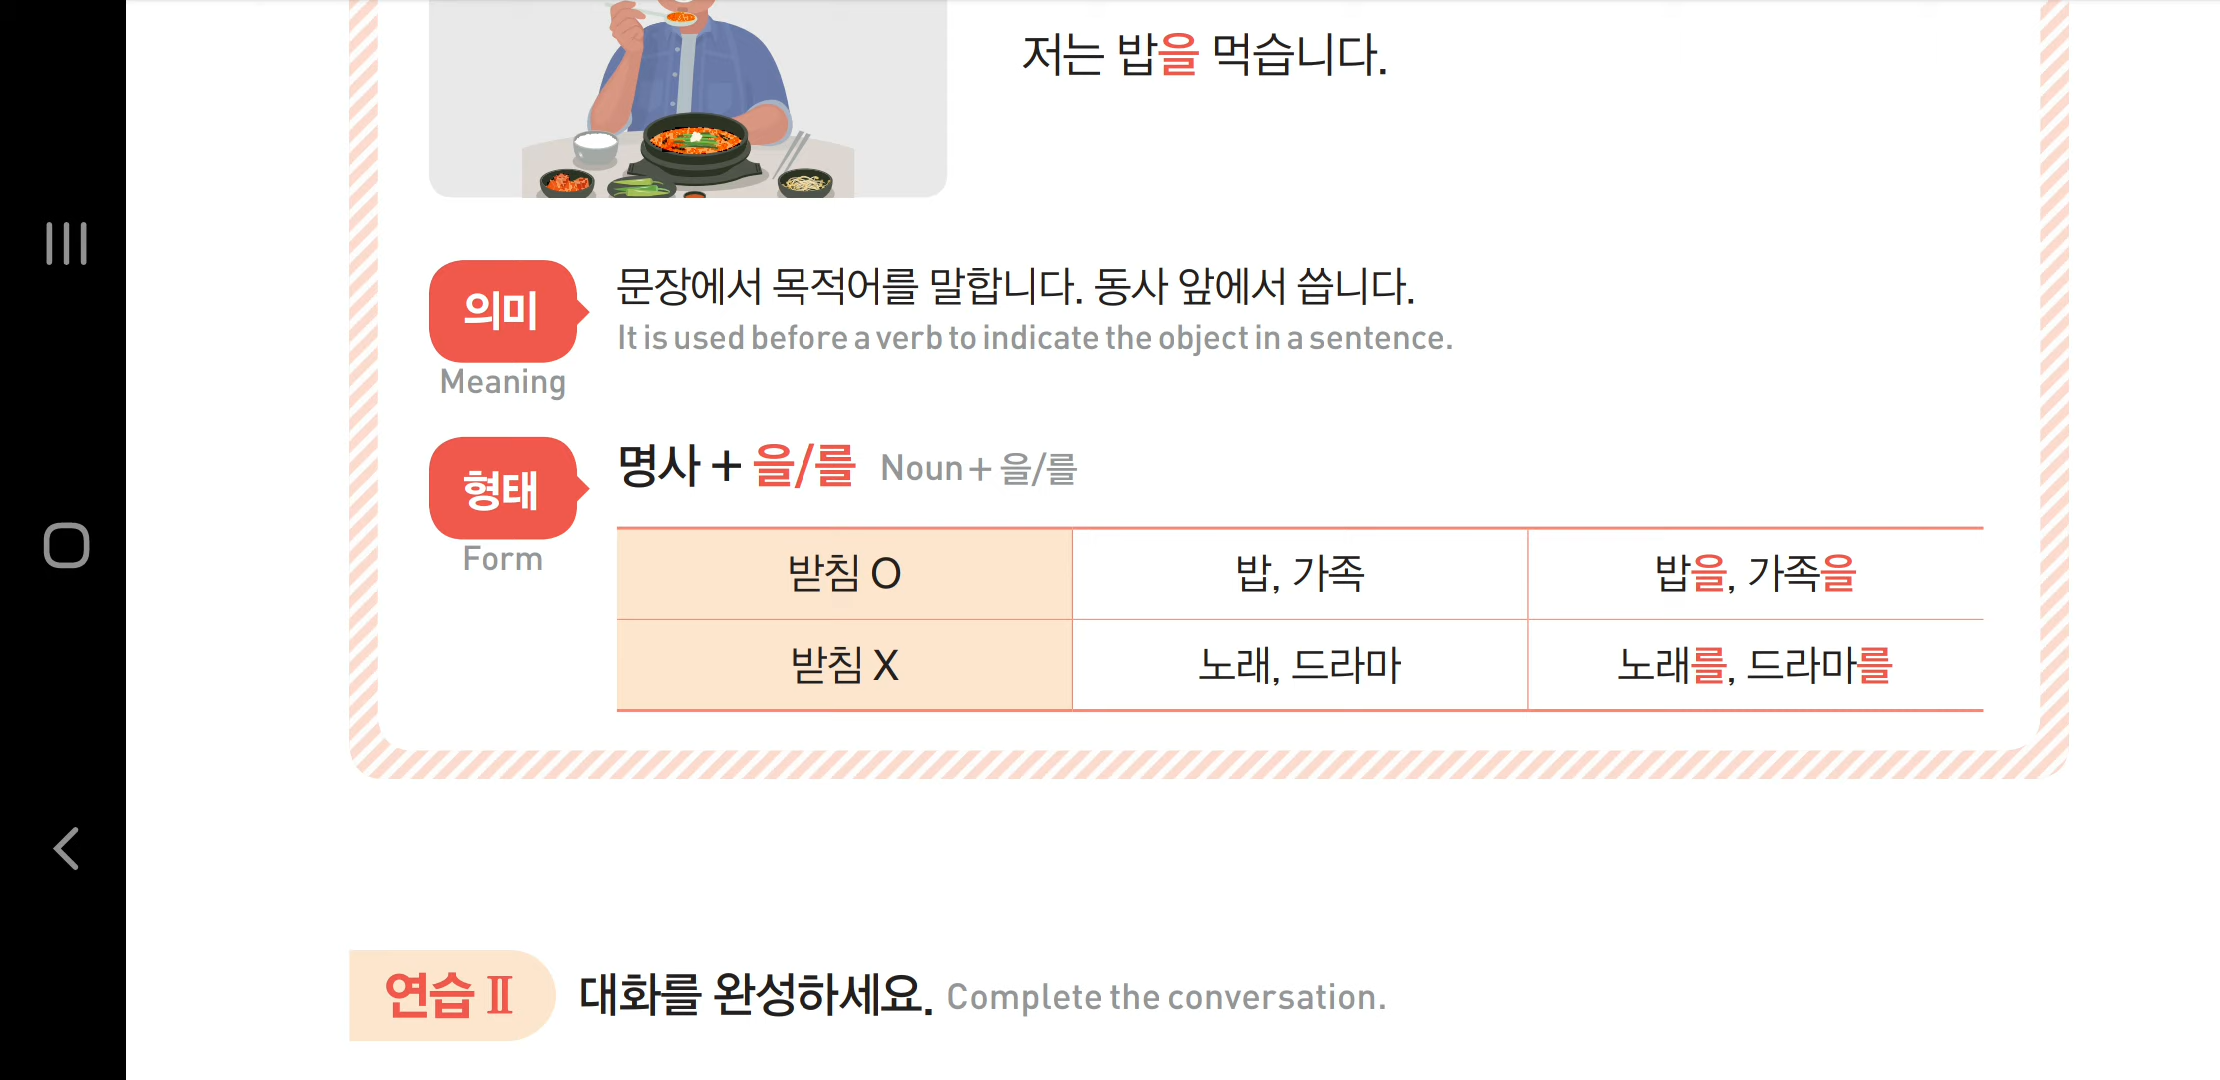 저는 밥을 먹습니다.
의미
Meaning
문장에서 목적어를 말합니다. 동사 앞에서 씁니다.
It is used before a verb to indicate the object in a sentence.
형태
Form
명사 + 을/를 Noun + 을/를
받침 O 밥, 가족 밥을, 가족을
받침 X 노래, 드라마 노래를, 드라마를
연습 Ⅱ 대화를 완성하세요. Complete the conversation.